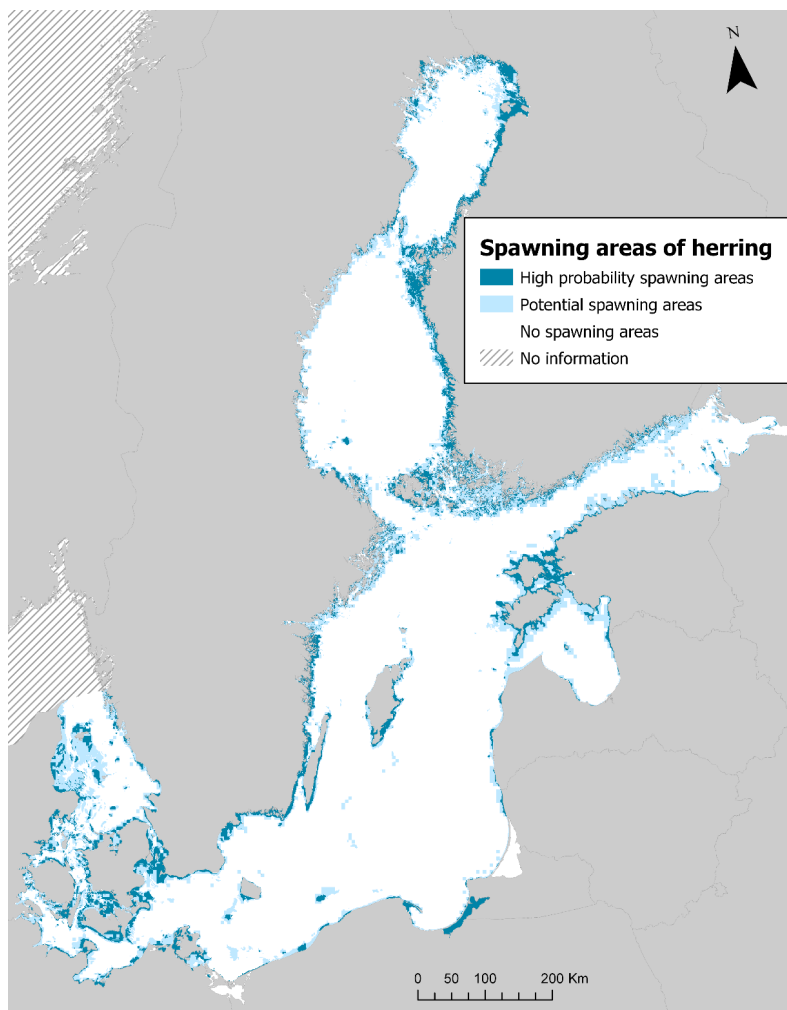 N
Spawning areas of herring
High probability spawning areas
Potential spawning areas
No spawning areas
No information
0 50 100 200 Km